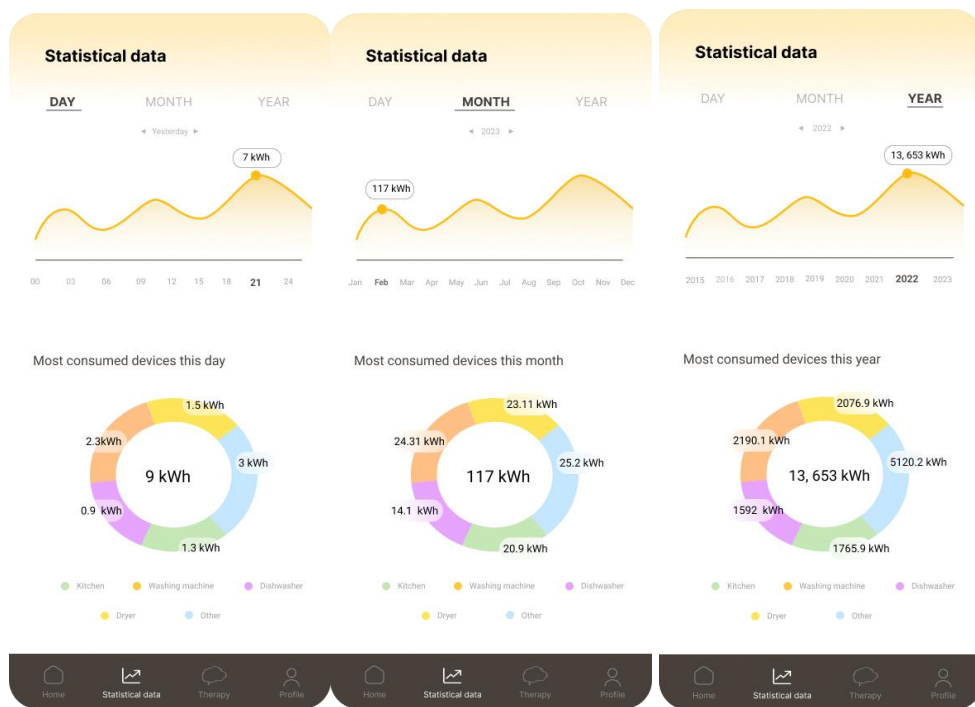 Statistical data
DAY MONTH YEAR
◄ Yesterday ►
7 kWh
00 03 06 09 12 15 18 21 24
Most consumed devices this day
1.5 kWh
2.3kWh
3 kWh
9 kWh
0.9 kWh
1.3 kWh
Kitchen Washing machine Dishwasher
Dryer Other
Home Statistical data Therapy Profile
Statistical data
DAY MONTH YEAR
◄ 2023 ►
117 kWh
Jan Feb Mar Apr May Jun Jul Aug Sep Oct Nov Dec
Most consumed devices this month
23.11 kWh
24.31 kWh
25.2 kWh
117 kWh
14.1 kWh
20.9 kWh
Kitchen Washing machine Dishwasher
Dryer Other
Home Statistical data Therapy Profile
Statistical data
DAY MONTH YEAR
◄ 2022 ►
13, 653 kWh
2015 2016 2017 2018 2019 2020 2021 2022 2023
Most consumed devices this year
2076.9 kWh
2190.1 kWh
5120.2 kWh
13, 653 kWh
1592 kWh
1765.9 kWh
Kitchen Washing machine Dishwasher
Dryer Other
Home Statistical data Therapy Profile